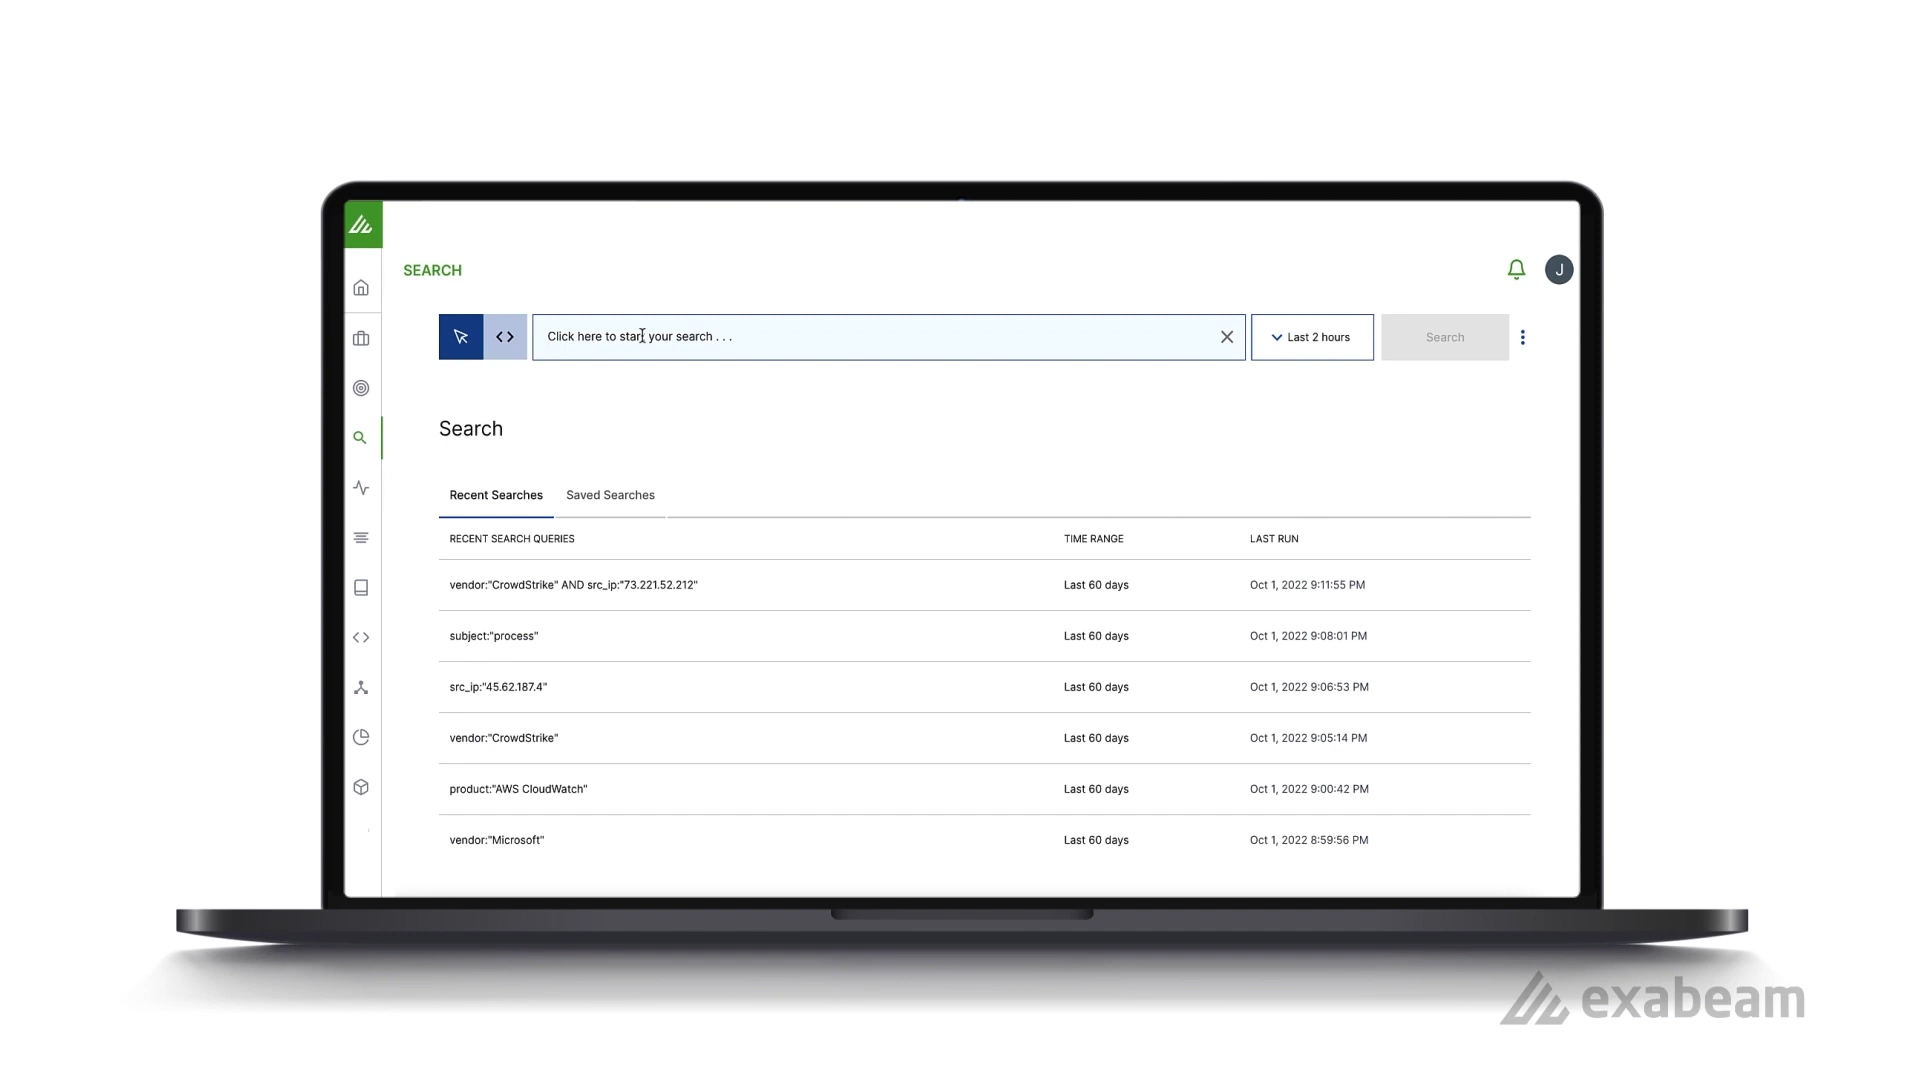 SEARCH
J
Click here to start your search . . .
Last 2 hours
Search
Search
Recent Searches Saved Searches
RECENT SEARCH QUERIES TIME RANGE LAST RUN
vendor:"CrowdStrike" AND src_ip:"73.221.52.212" Last 60 days Oct 1, 2022 9:11:55 PM
subject:"process" Last 60 days Oct 1, 2022 9:08:01 PM
src_ip:"45.62.187.4" Last 60 days Oct 1, 2022 9:06:53 PM
vendor:"CrowdStrike" Last 60 days Oct 1, 2022 9:05:14 PM
product:"AWS CloudWatch" Last 60 days Oct 1, 2022 9:00:42 PM
vendor:"Microsoft" Last 60 days Oct 1, 2022 8:59:56 PM
exabeam